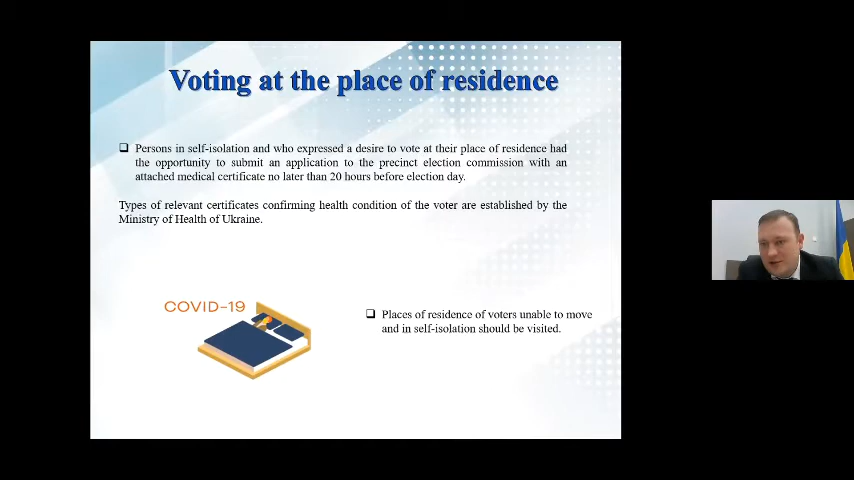 Voting at the place of residence
Persons in self-isolation and who expressed a desire to vote at their place of residence had
the opportunity to submit an application to the precinct election commission with an
attached medical certificate no later than 20 hours before election day.
Types of relevant certificates confirming health condition of the voter are established by the
Ministry of Health of Ukraine.
COVID-19
Places of residence of voters unable to move
and in self-isolation should be visited.